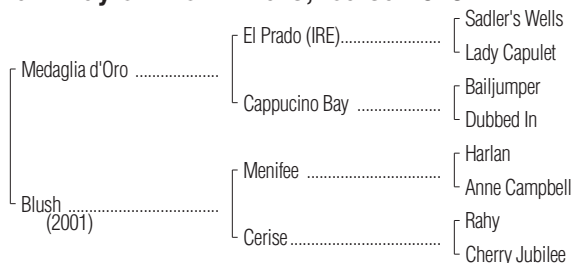 El Prado (IRE)....................
Sadler's Wells
Lady Capulet
Medaglia d'Oro ....................
Cappucino Bay ....................
Bailjumper
Dubbed In
Blush ....................
(2001)
Menifee ....................
Harlan
Anne Campbell
Cerise....................
Rahy
Cherry Jubilee